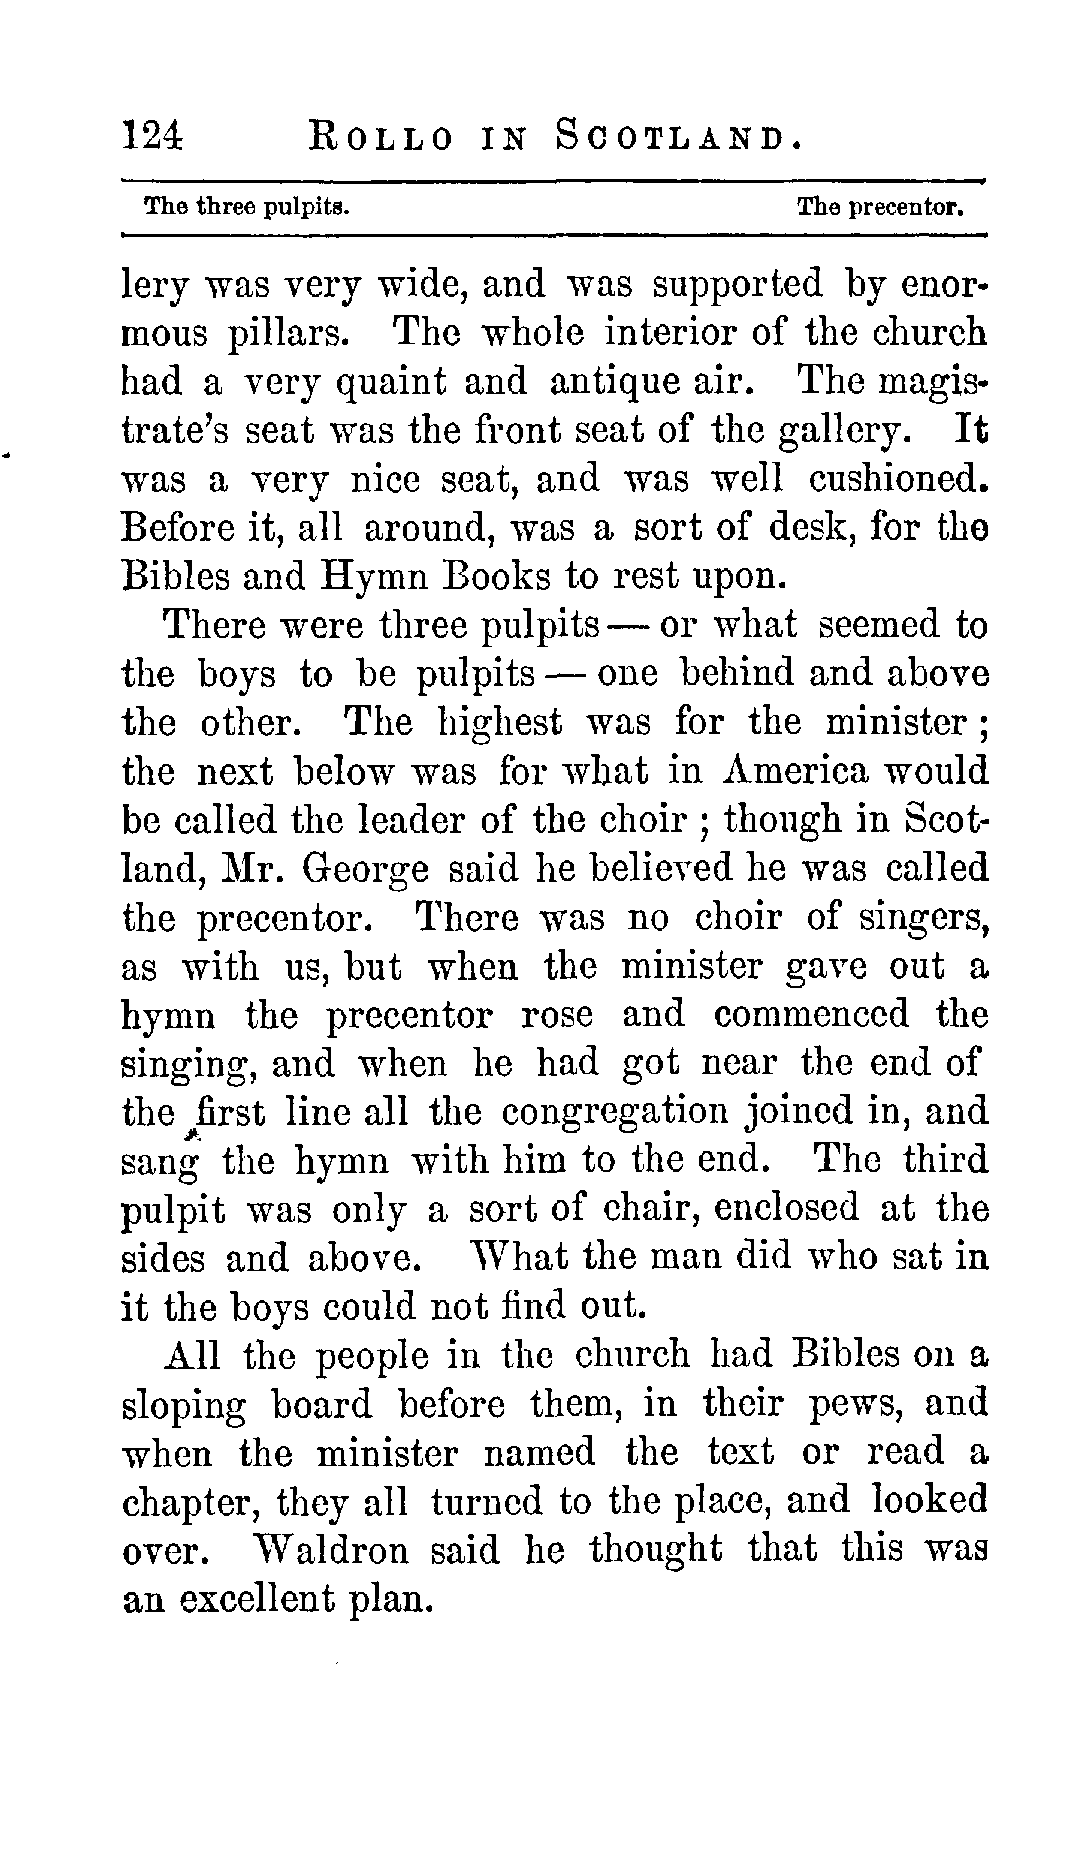 124 ROLLO IN SCOTLAND.
The three pulpits. The precentor.
lery was very wide, and was supported by enor-
mous pillars. The whole interior of the church
had a very quaint and antique air. The magis-
trate's seat was the front seat of the gallery. It
was a very nice seat, and was well cushioned.
Before it, all around, was a sort of desk, for the
Bibles and Hymn Books to rest upon.
There were three pulpits — or what seemed to
the boys to be pulpits — one behind and above
the other. The highest was for the minister ;
the next below was for what in America would
be called the leader of the choir ; though in Scot-
land, Mr. George said he believed he was called
the precentor. There was no choir of singers,
as with us, but when the minister gave out a
hymn the precentor rose and commenced the
singing, and when he had got near the end of
the first line all the congregation joined in, and
sang the hymn with him to the end. The third
pulpit was only a sort of chair, enclosed at the
sides and above. What the man did who sat in
it the boys could not find out.
All the people in the church had Bibles on a
sloping board before them, in their pews, and
when the minister named the text or read a
chapter, they all turned to the place, and looked
over. Waldron said he thought that this was
an excellent plan.